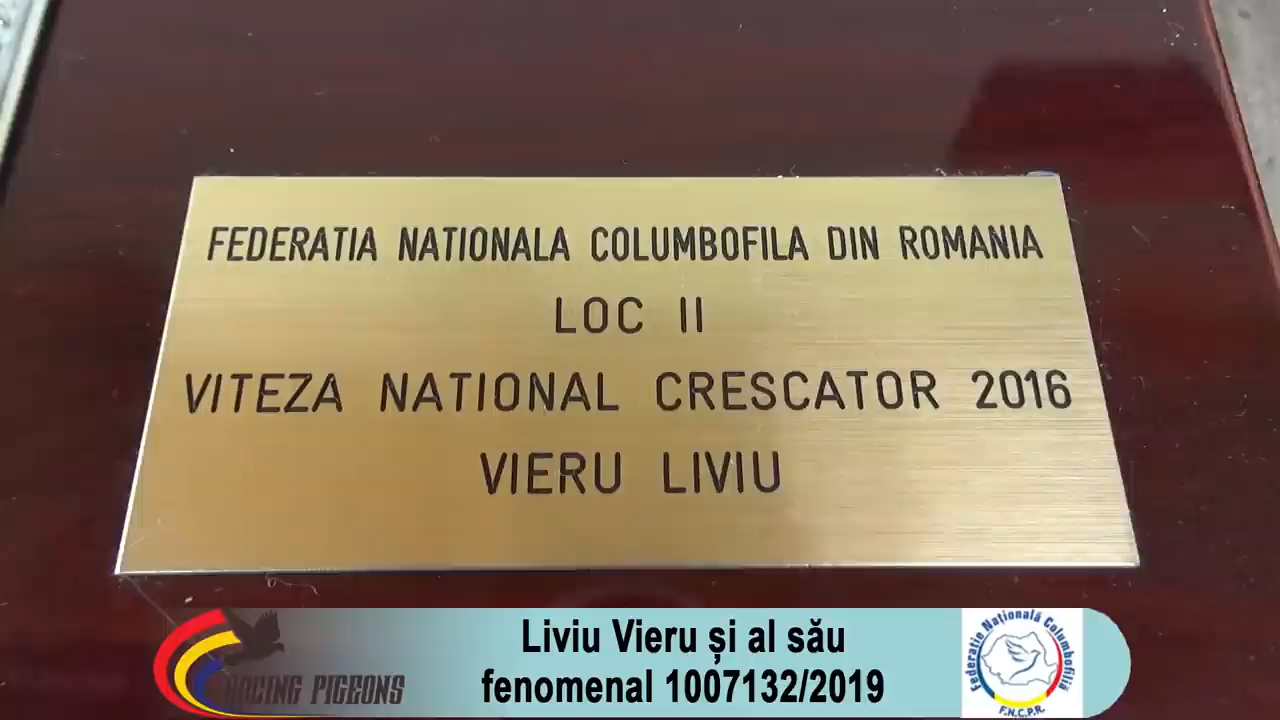 FEDERATIA NATIONALA COLUMBOFILA DIN ROMANIA
LOC II
VITEZA NATIONAL CRESCATOR 2016
VIERU LIVIU
Liviu Vieru și al său
fenomenal 1007132/2019
RACING PIGEONS
Federatie Națională Columbofilă
F.N.C.P.R.